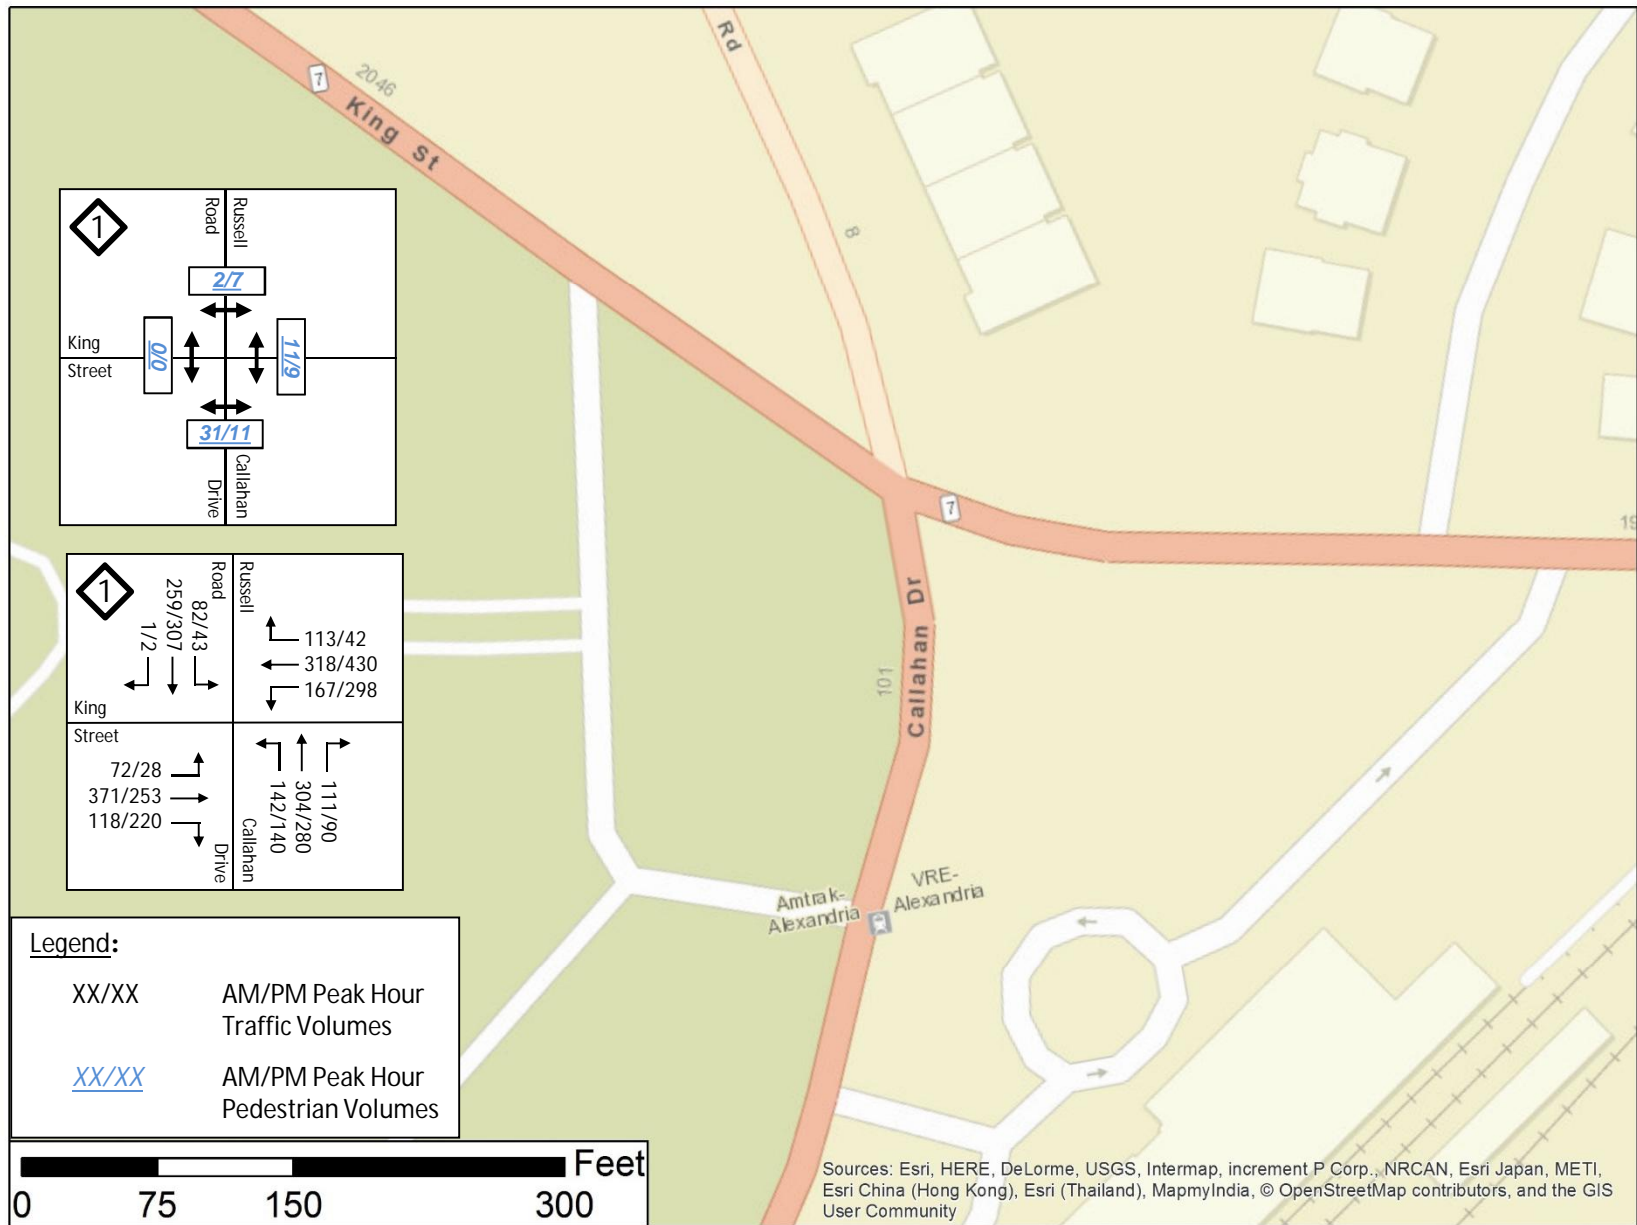 Rd
7
2046
King St
8
1
Russell
Road
2/7
King
Street
0/0
11/9
31/11
Callahan
Drive
7
19
1
Russell
Road
82/43
259/307
1/2
113/42
318/430
167/298
King
Street
72/28
371/253
118/220
111/90
304/280
142/140
Callahan
Drive
Callahan Dr
101
Amtrak-
Alexandria
VRE-
Alexandria
Legend:
XX/XX AM/PM Peak Hour
Traffic Volumes
XX/XX AM/PM Peak Hour
Pedestrian Volumes
Feet
0 75 150 300
Sources: Esri, HERE, DeLorme, USGS, Intermap, increment P Corp., NRCAN, Esri Japan, METI,
Esri China (Hong Kong), Esri (Thailand), MapmyIndia, © OpenStreetMap contributors, and the GIS
User Community